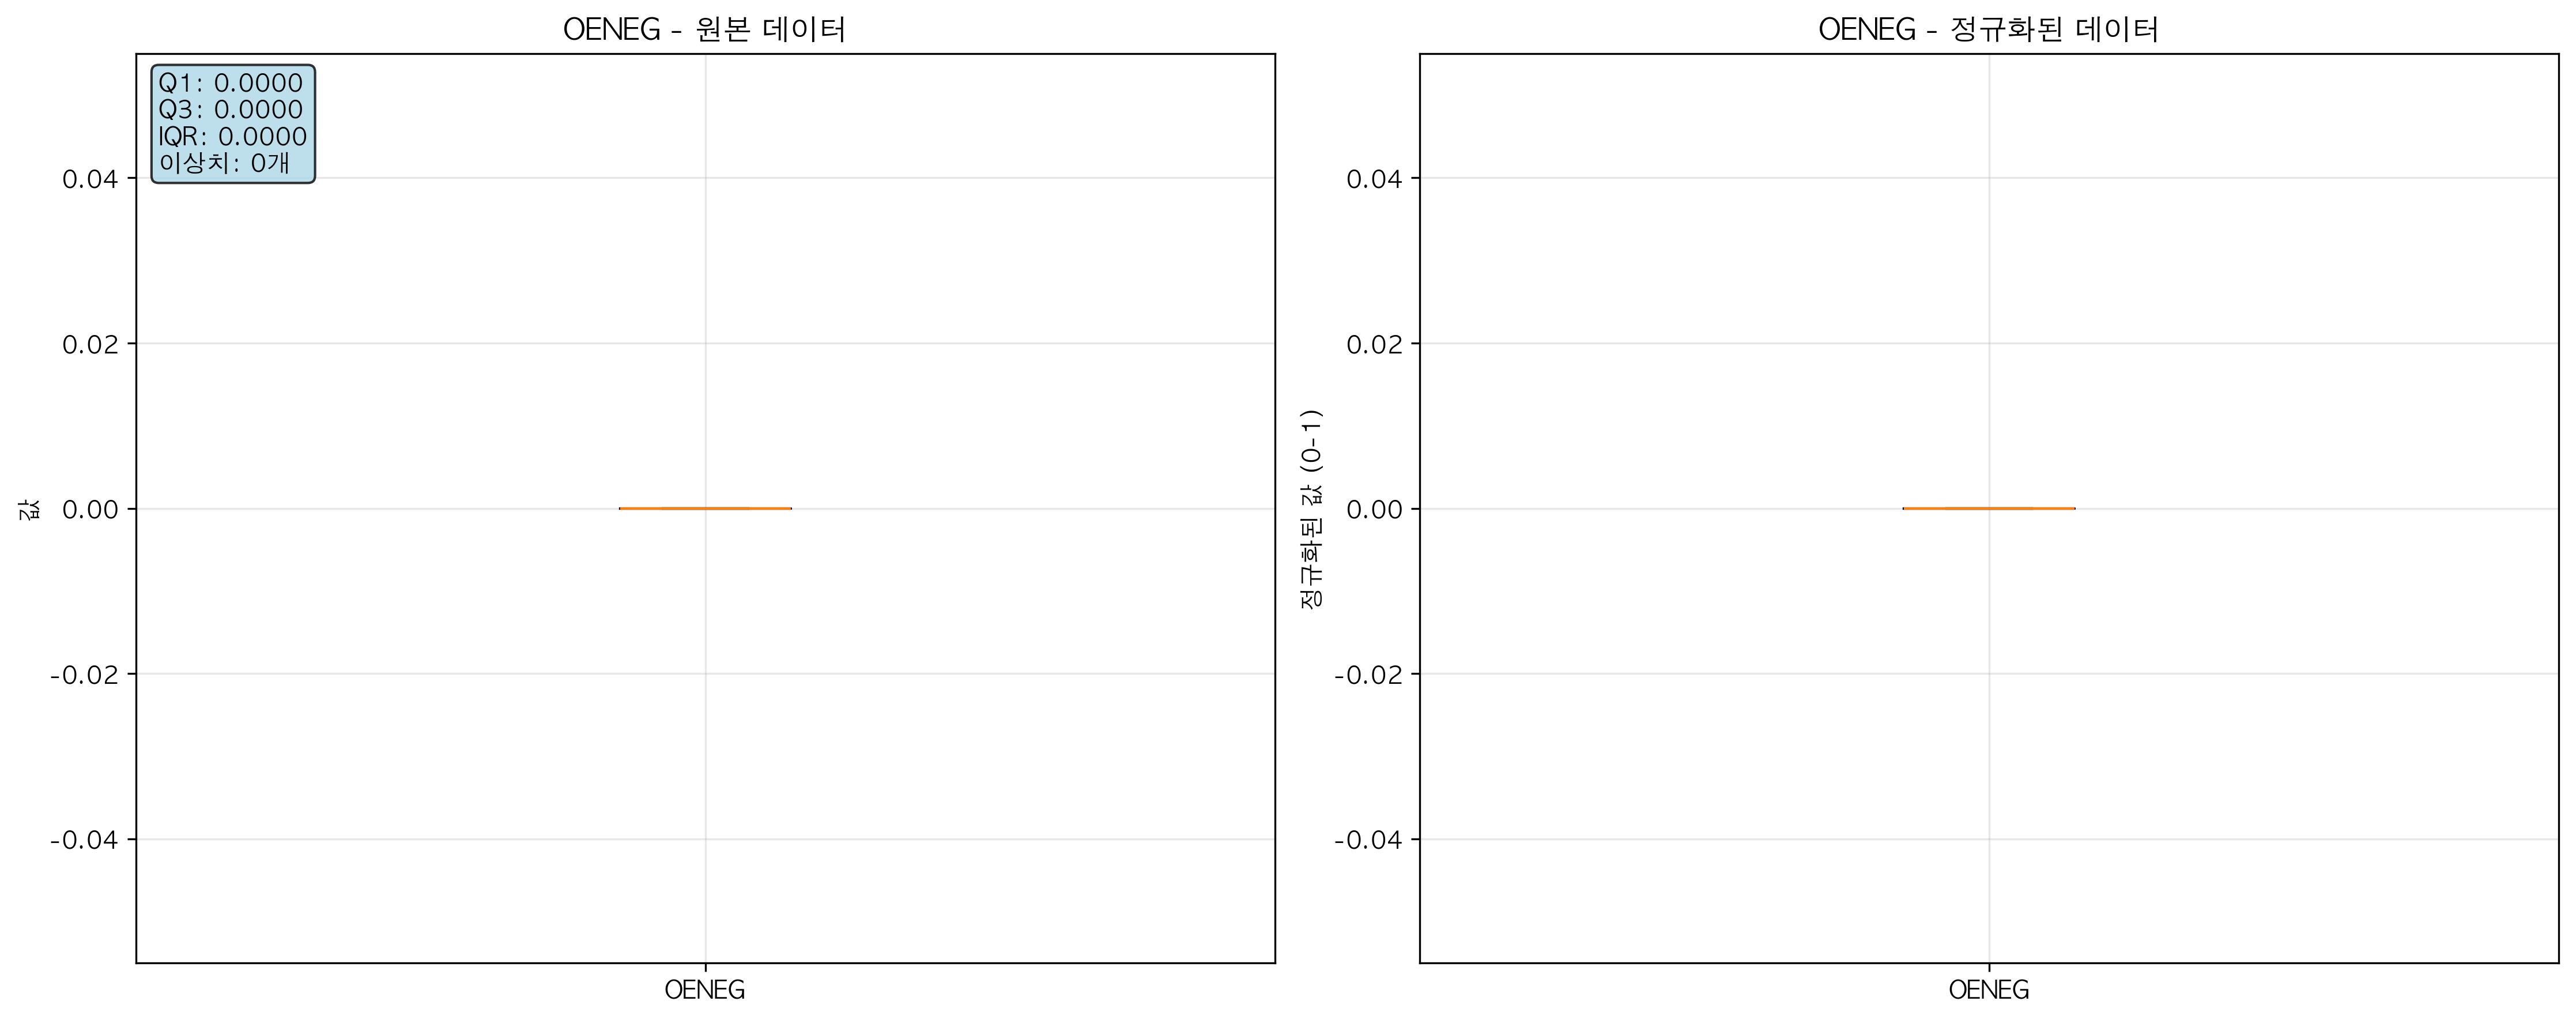 OENEG - 원본 데이터
Q1: 0.0000
Q3: 0.0000
IQR: 0.0000
이상치: 0개
0.04
0.02
0.00
-0.02
-0.04
값
OENEG
OENEG - 정규화된 데이터
0.04
0.02
0.00
-0.02
-0.04
정규화된 값 (0-1)
OENEG